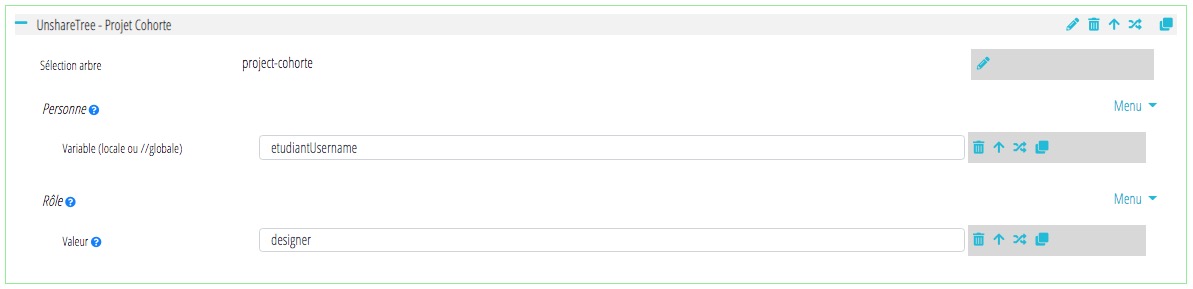 UnshareTree - Projet Cohorte
Sélection arbre project-cohorte
Personne Menu
Variable (locale ou //globale) etudiantUsername
Rôle Menu
Valeur designer